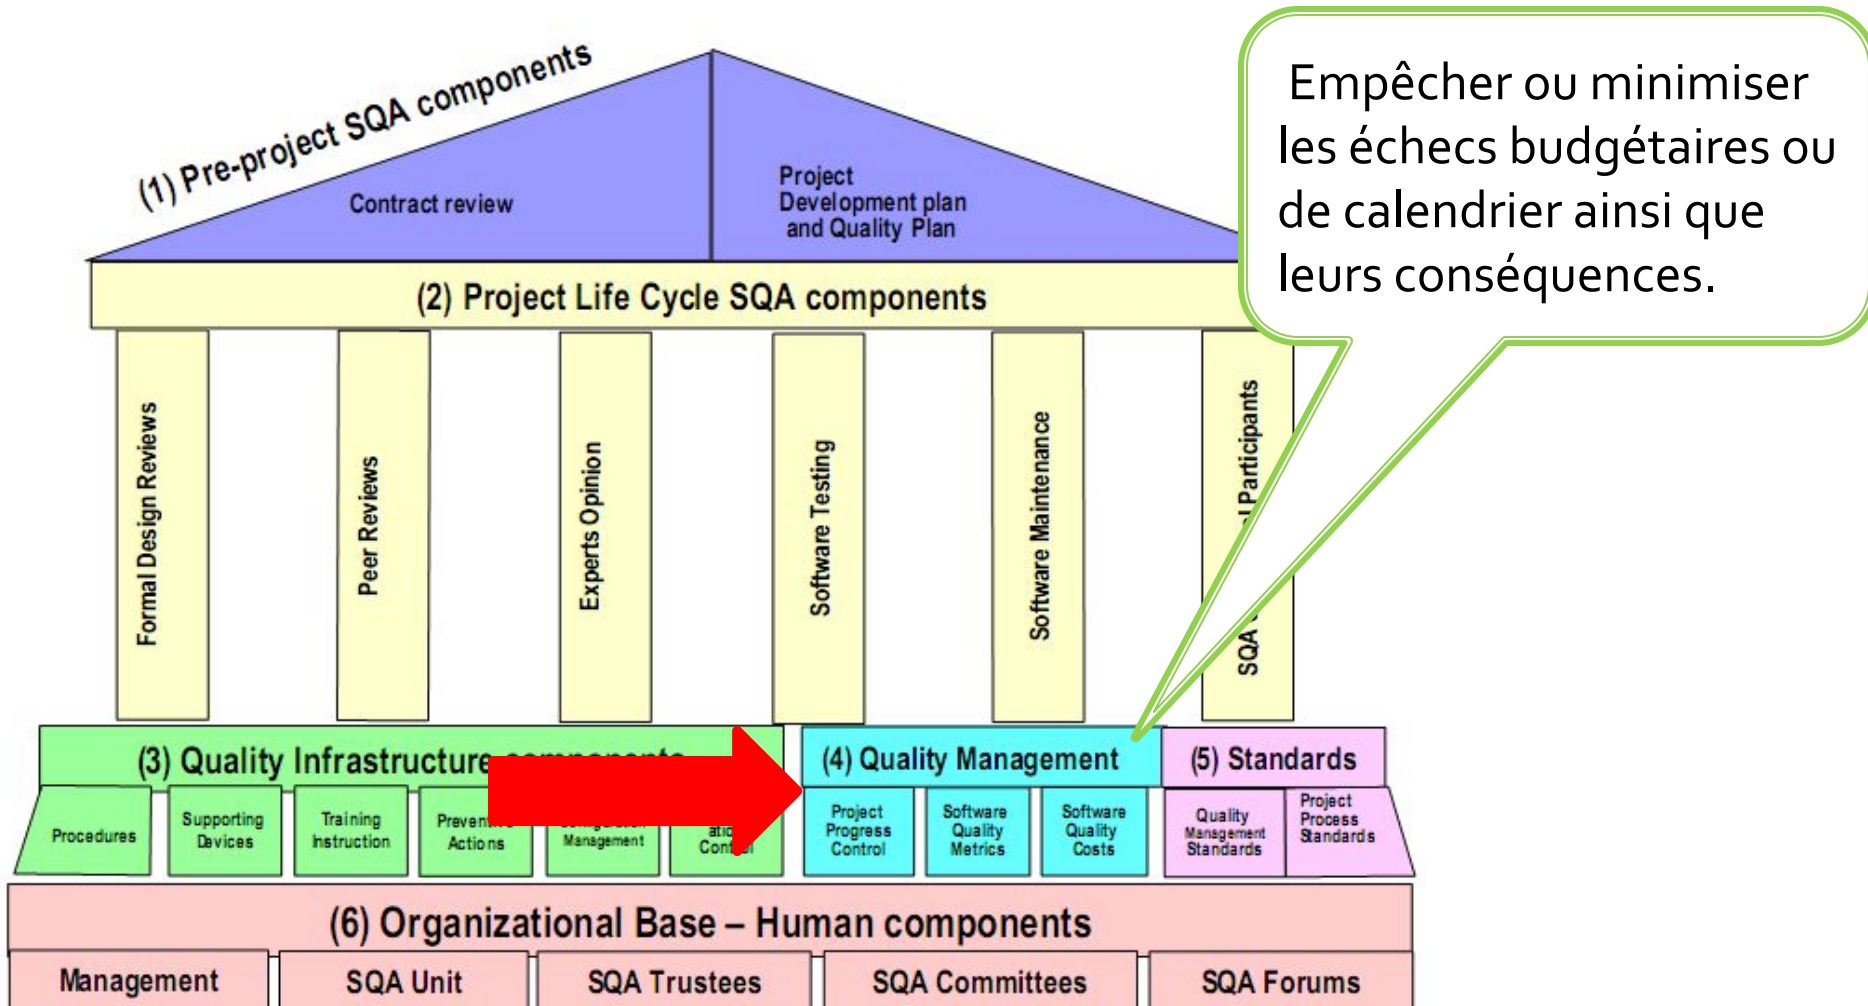 (1) Pre-project SQA components
Contract review
Project
Development plan
and Quality Plan
Empêcher ou minimiser
les échecs budgétaires ou
de calendrier ainsi que
leurs conséquences.
(2) Project Life Cycle SQA components
Formal Design Reviews
Peer Reviews
Experts Opinion
Software Testing
Software Maintenance
SQA
Participants
(3) Quality Infrastructure
(4) Quality Management
(5) Standards
Procedures
Supporting
Devices
Training
Instruction
Actions
Management
Project
Progress
Control
Software
Quality
Metrics
Software
Quality
Costs
Quality
Management
Standards
Project
Process
Standards
(6) Organizational Base – Human components
Management
SQA Unit
SQA Trustees
SQA Committees
SQA Forums